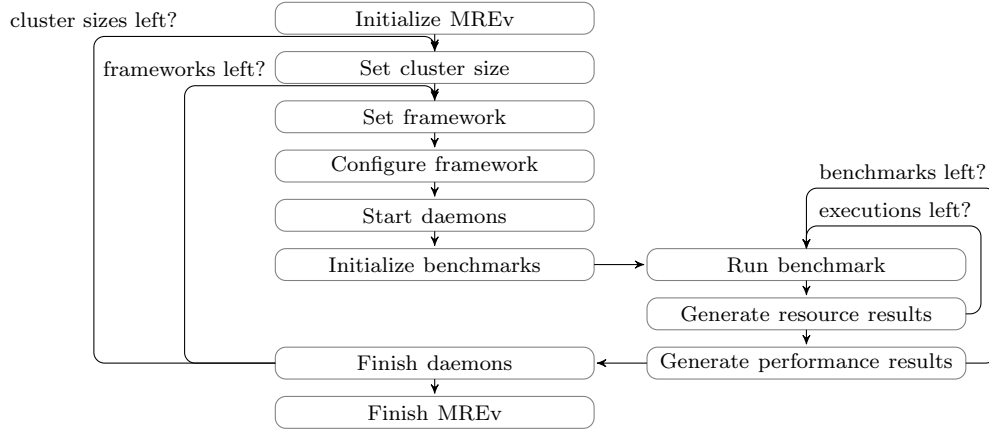 cluster sizes left?
Initialize MREv
frameworks left?
Set cluster size
Set framework
Configure framework
Start daemons
Initialize benchmarks
benchmarks left?
executions left?
Run benchmark
Generate resource results
Generate performance results
Finish daemons
Finish MREv